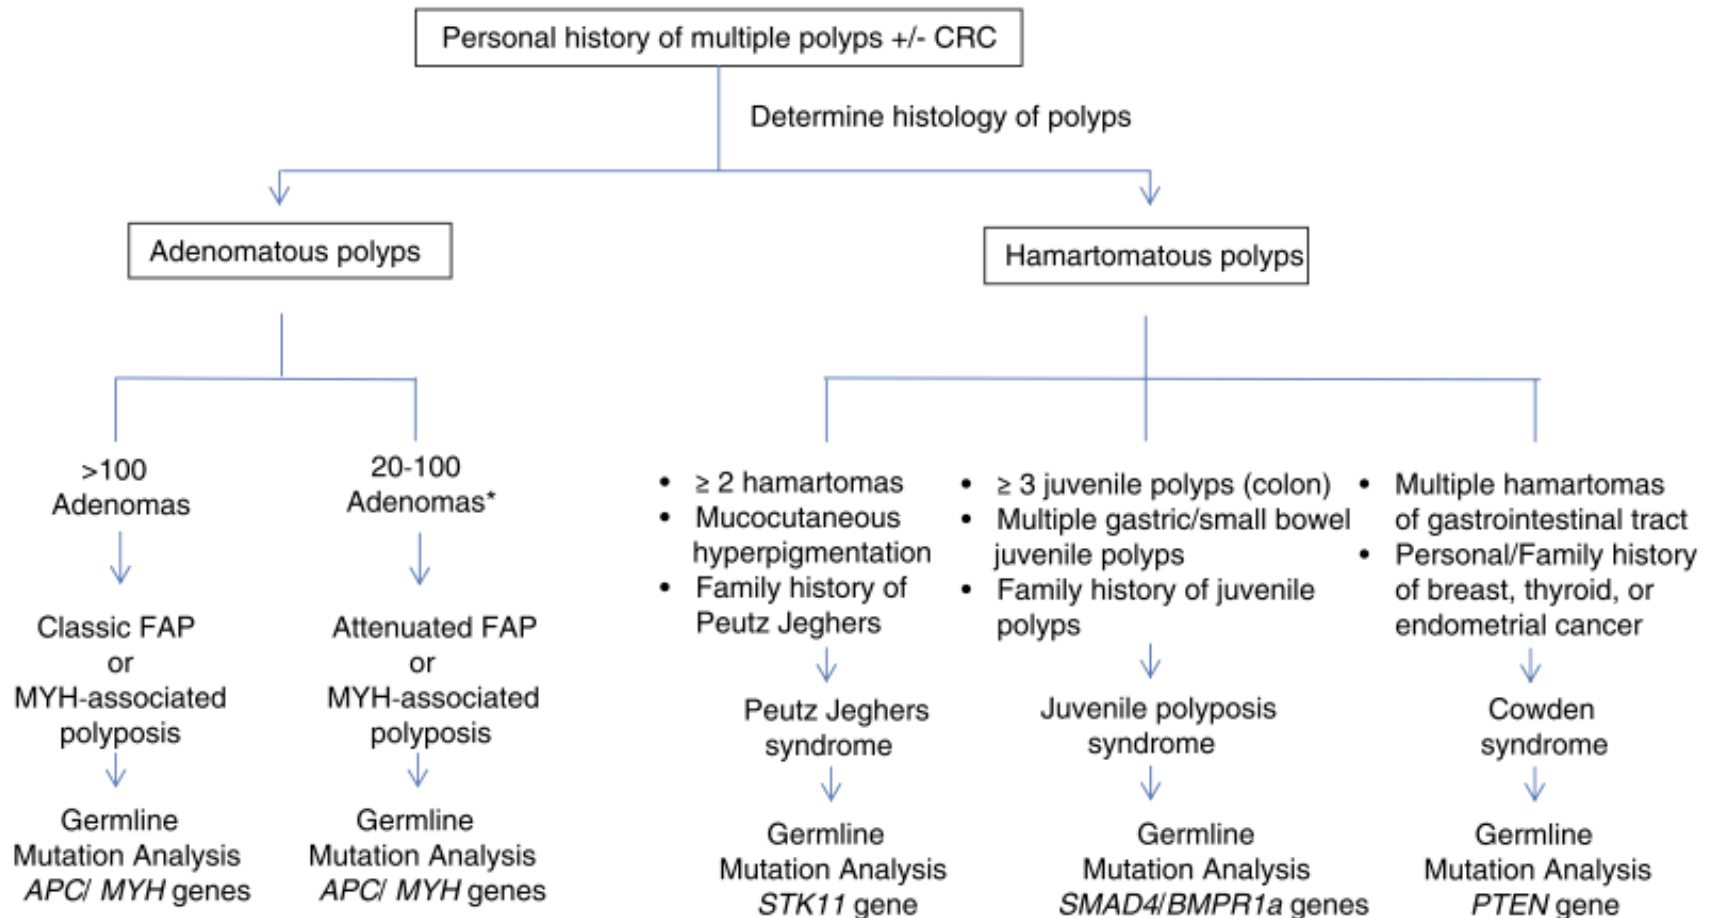 Personal history of multiple polyps +/- CRC
Determine histology of polyps
Adenomatous polyps
Hamartomatous polyps
>100
Adenomas
Classic FAP
or
MYH-associated
polyposis
Germline
Mutation Analysis
APC/ MYH genes
20-100
Adenomas*
Attenuated FAP
or
MYH-associated
polyposis
Germline
Mutation Analysis
APC/ MYH genes
• ≥ 2 hamartomas
• Mucocutaneous
hyperpigmentation
• Family history of
Peutz Jeghers
Peutz Jeghers
syndrome
Germline
Mutation Analysis
STK11 gene
• ≥ 3 juvenile polyps (colon)
• Multiple gastric/small bowel
juvenile polyps
• Family history of juvenile
polyps
Juvenile polyposis
syndrome
Germline
Mutation Analysis
SMAD4/BMPR1a genes
• Multiple hamartomas
of gastrointestinal tract
• Personal/Family history
of breast, thyroid, or
endometrial cancer
Cowden
syndrome
Germline
Mutation Analysis
PTEN gene